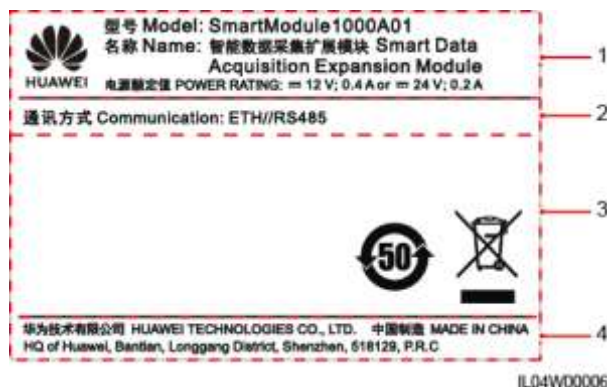 型号 Model: SmartModule1000A01
名称 Name: 智能数据采集扩展模块 Smart Data
Acquisition Expansion Module
HUAWEI
电源额定值 POWER RATING: ⎓ 12 V; 0.4 A or ⎓ 24 V; 0.2 A
1
通讯方式 Communication: ETH//RS485
2
3
50
华为技术有限公司 HUAWEI TECHNOLOGIES CO., LTD. 中国制造 MADE IN CHINA
HQ of Huawei, Bantian, Longgang District, Shenzhen, 518129, P.R.C
4
IL04W00006